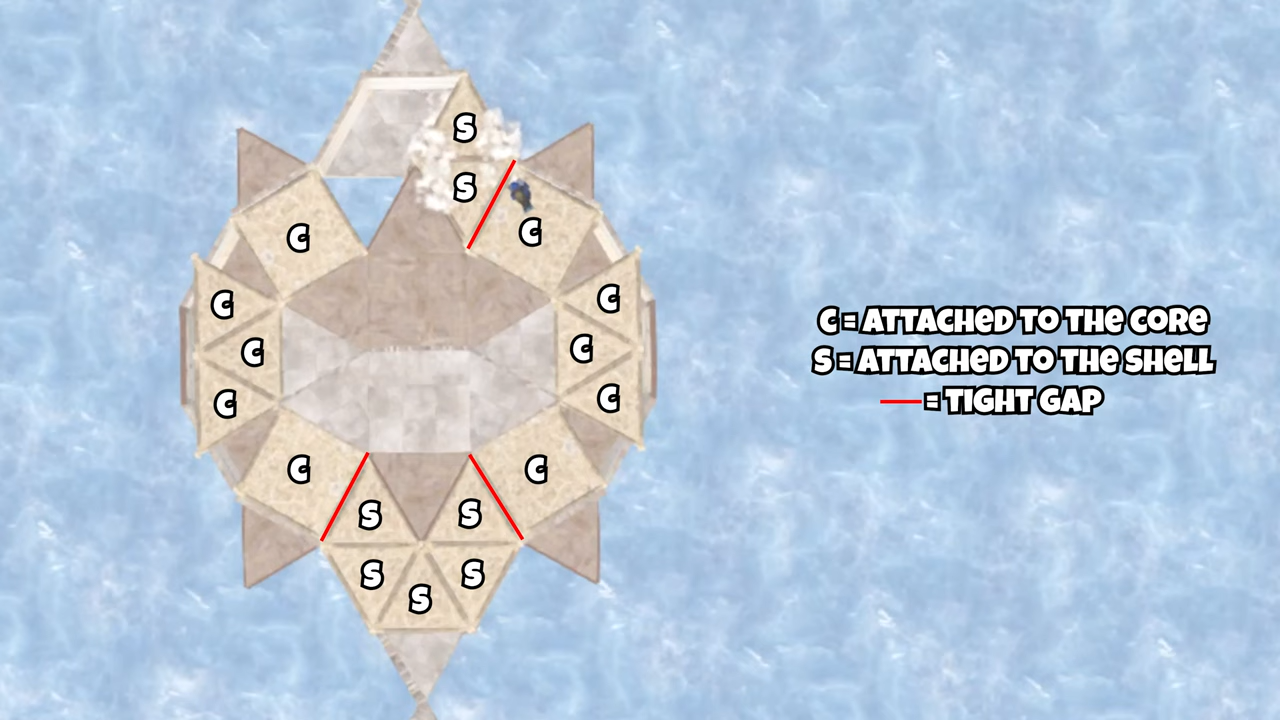 S
S
C
C
C
C
C
C
C
C
C
C
S
S
S
S
S
C = ATTACHED TO THE CORE
S = ATTACHED TO THE SHELL
= TIGHT GAP